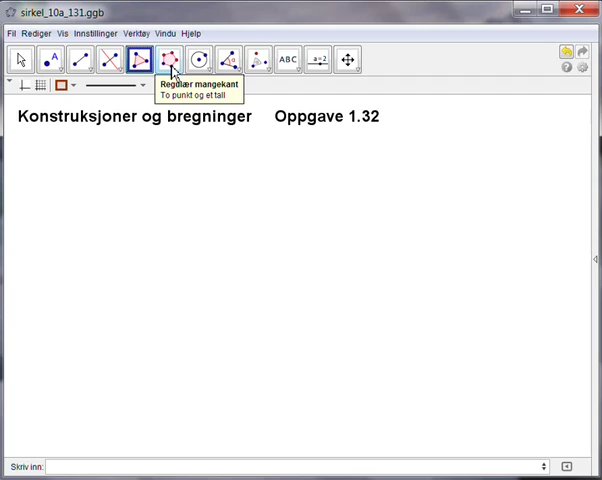 sirkel_10a_131.ggb
Fil Rediger Vis Innstillinger Verktøy Vindu Hjelp
ABC
a=2
Regulær mangekant
To punkt og et tall
Konstruksjoner og bregninger Oppgave 1.32
Skriv inn: